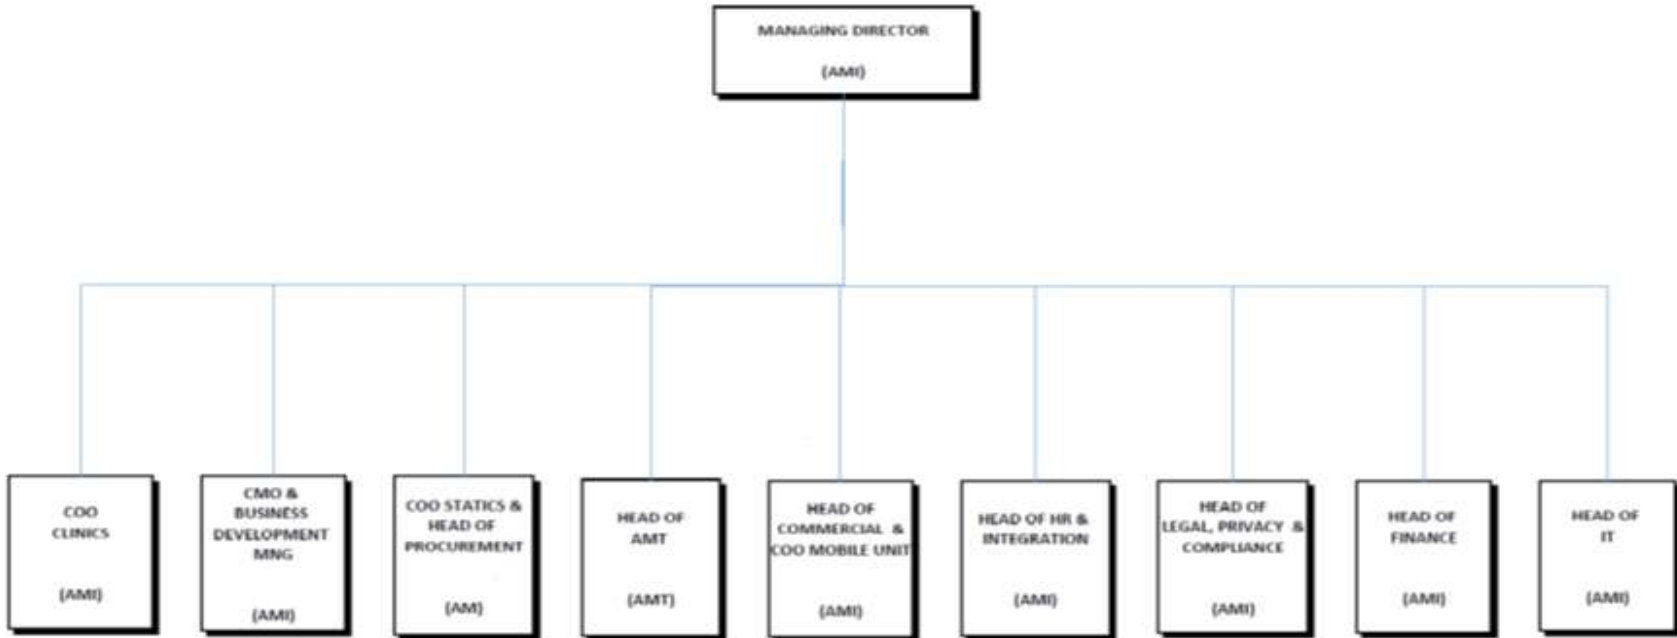 MANAGING DIRECTOR
(AMI)
COO
CLINICS
(AMI)
CMO &
BUSINESS
DEVELOPMENT
MNG
(AMI)
COO STATICS &
HEAD OF
PROCUREMENT
(AM)
HEAD OF
AMT
(AMT)
HEAD OF
COMMERCIAL &
COO MOBILE UNIT
(AMI)
HEAD OF HR &
INTEGRATION
(AMI)
HEAD OF
LEGAL, PRIVACY &
COMPLIANCE
(AMI)
HEAD OF
FINANCE
(AMI)
HEAD OF
IT
(AMI)